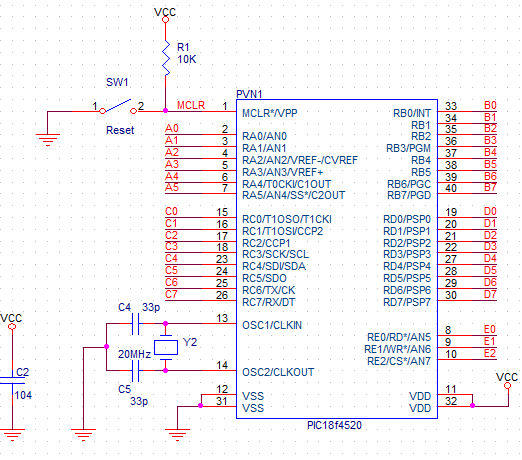 VCC
R1
10K
SW1
PVN1
1 2 MCLR 1 MCLR*/VPP RB0/INT 33 B0
Reset RB1 34 B1
A0 2 RA0/AN0 RB2 35 B2
A1 3 RA1/AN1 RB3/PGM 36 B3
A2 4 RA2/AN2/VREF-/CVREF RB4 37 B4
A3 5 RA3/AN3/VREF+ RB5 38 B5
A4 6 RA4/T0CKI/C1OUT RB6/PGC 39 B6
A5 7 RA5/AN4/SS*/C2OUT RB7/PGD 40 B7
C0 15 RC0/T1OSO/T1CKI RD0/PSP0 19 D0
C1 16 RC1/T1OSI/CCP2 RD1/PSP1 20 D1
C2 17 RC2/CCP1 RD2/PSP2 21 D2
C3 18 RC3/SCK/SCL RD3/PSP3 22 D3
C4 23 RC4/SDI/SDA RD4/PSP4 27 D4
C5 24 RC5/SDO RD5/PSP5 28 D5
C6 25 RC6/TX/CK RD6/PSP6 29 D6
C7 26 RC7/RX/DT RD7/PSP7 30 D7
C4 33p
VCC 13 OSC1/CLKIN
RE0/RD*/AN5 8 E0
20MHz Y2 RE1/WR*/AN6 9 E1
RE2/CS*/AN7 10 E2
C2 14 OSC2/CLKOUT
C5 VCC
104 33p 12 VSS VDD 11
31 VSS VDD 32
PIC18f4520